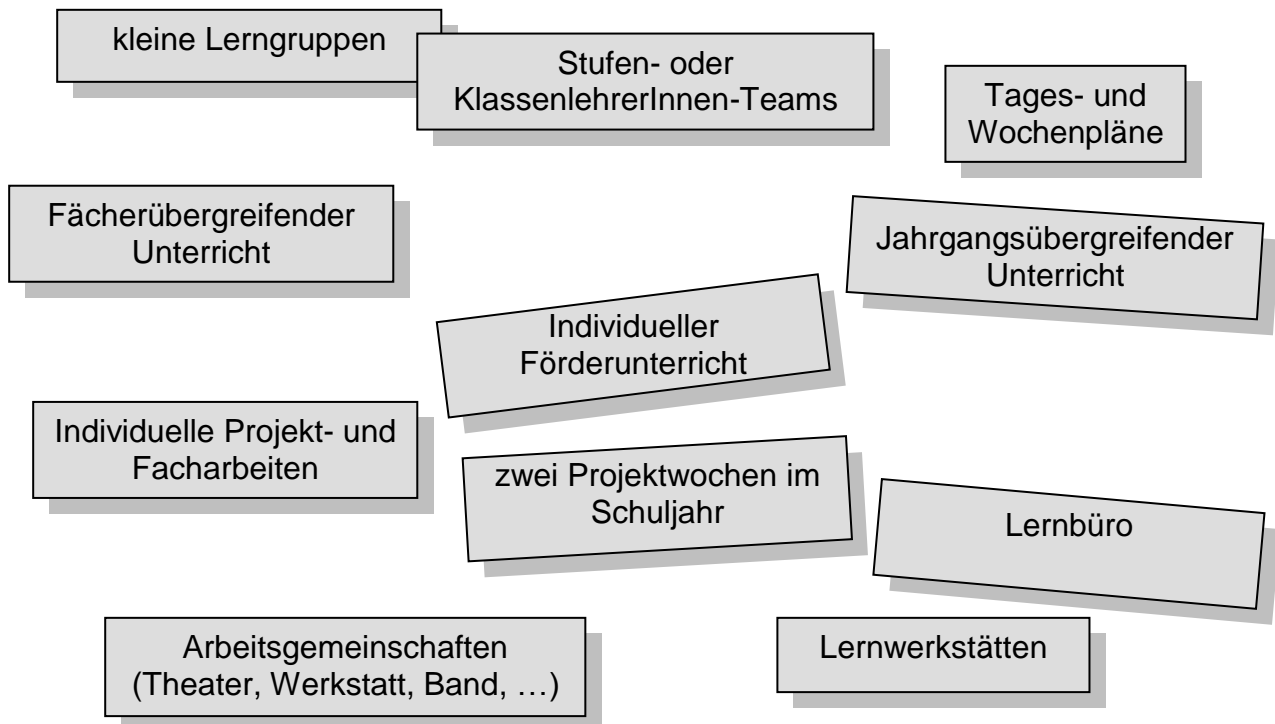 kleine Lerngruppen
Stufen- oder
KlassenlehrerInnen-Teams
Tages- und
Wochenpläne
Fächerübergreifender
Unterricht
Jahrgangsübergreifender
Unterricht
Individueller
Förderunterricht
Individuelle Projekt- und
Facharbeiten
zwei Projektwochen im
Schuljahr
Lernbüro
Arbeitsgemeinschaften
(Theater, Werkstatt, Band, …)
Lernwerkstätten